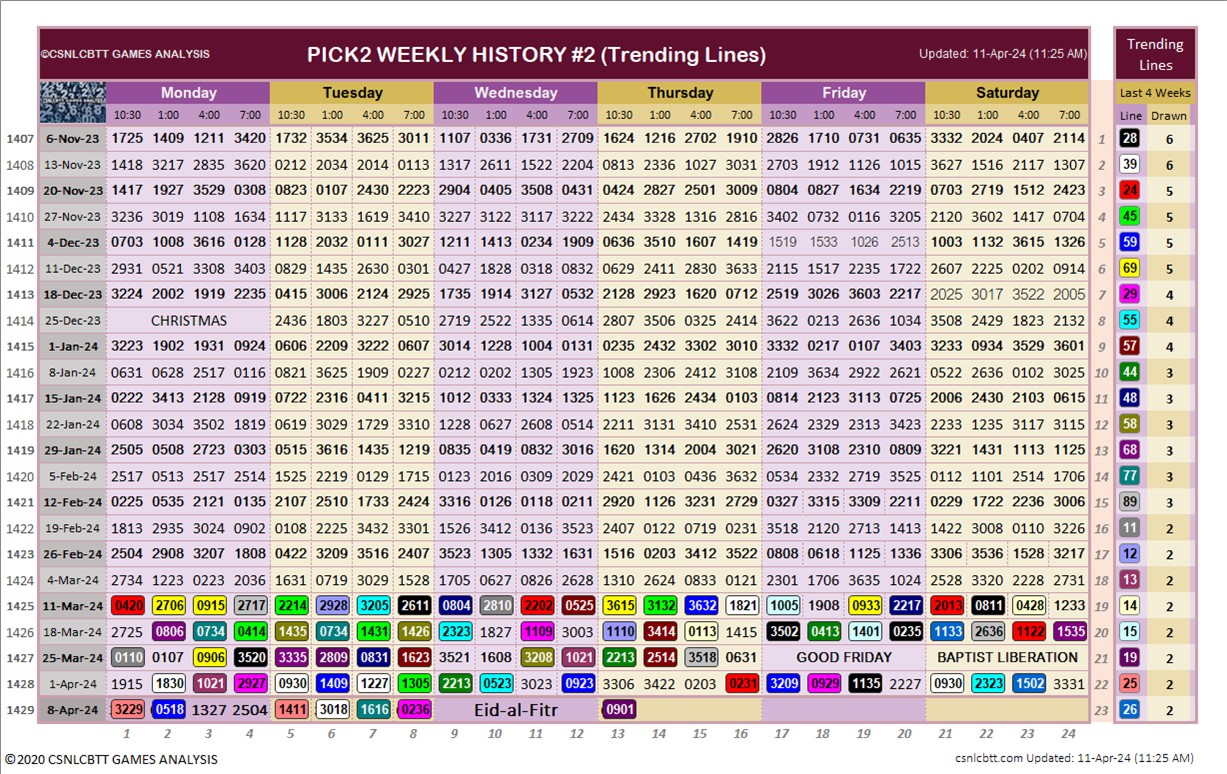 ©CSNLCBTT GAMES ANALYSIS PICK2 WEEKLY HISTORY #2 (Trending Lines) Updated: 11-Apr-24 (11:25 AM) Trending Lines
Monday Tuesday Wednesday Thursday Friday Saturday Last 4 Weeks
10:30 1:00 4:00 7:00 10:30 1:00 4:00 7:00 10:30 1:00 4:00 7:00 10:30 1:00 4:00 7:00 10:30 1:00 4:00 7:00 10:30 1:00 4:00 7:00 Line Drawn
1407 6-Nov-23 1725 1409 1211 3420 1732 3534 3625 3011 1107 0336 1731 2709 1624 1216 2702 1910 2826 1710 0731 0635 3332 2024 0407 2114 1 28 6
1408 13-Nov-23 1418 3217 2835 3620 0212 2034 2014 0113 1317 2611 1522 2204 0813 2336 1027 3031 2703 1912 1126 1015 3627 1516 2117 1307 2 39 6
1409 20-Nov-23 1417 1927 3529 0308 0823 0107 2430 2223 2904 0405 3508 0431 0424 2827 2501 3009 0804 0827 1634 2219 0703 2719 1512 2423 3 24 5
1410 27-Nov-23 3236 3019 1108 1634 1117 3133 1619 3410 3227 3122 3117 3222 2434 3328 1316 2816 3402 0732 0116 3205 2120 3602 1417 0704 4 45 5
1411 4-Dec-23 0703 1008 3616 0128 1128 2032 0111 3027 1211 1413 0234 1909 0636 3510 1607 1419 1519 1533 1026 2513 1003 1132 3615 1326 5 59 5
1412 11-Dec-23 2931 0521 3308 3403 0829 1435 2630 0301 0427 1828 0318 0832 0629 2411 2830 3633 2115 1517 2235 1722 2607 2225 0202 0914 6 69 5
1413 18-Dec-23 3224 2002 1919 2235 0415 3006 2124 2923 1735 1914 3127 0532 2128 2923 1620 0712 2519 3026 3603 2217 2025 3017 3522 2005 7 29 4
1414 25-Dec-23 CHRISTMAS 2436 1803 3227 0510 2719 2522 1335 0614 2807 3506 0325 2414 3622 0213 2636 1034 3508 2429 1823 2132 8 55 4
1415 1-Jan-24 3223 1902 1931 0924 0606 2209 3222 0607 3014 1228 1004 0131 0235 2432 3302 3010 3332 0217 0107 3403 3233 0934 3529 3601 9 57 4
1416 8-Jan-24 0631 0628 2517 0116 0821 3625 1909 0227 0212 0202 1305 1923 1008 2306 2412 3108 2109 3634 2922 2621 0522 2636 0102 3025 10 44 3
1417 15-Jan-24 0222 3413 2128 0919 0722 2316 0411 3215 1012 0333 1324 1325 1123 1626 2434 0103 0814 2123 3113 0725 2006 2430 2103 0615 11 48 3
1418 22-Jan-24 0608 3034 3502 1819 0619 3029 1729 3310 1228 0627 2608 0514 2211 3131 3410 2531 2624 2329 2313 3423 2233 1235 3117 3115 12 58 3
1419 29-Jan-24 2505 0508 2723 0303 0515 3616 1435 1216 0835 0419 0832 3016 1620 1314 2004 3021 2620 3108 2310 0809 3221 1431 1113 1125 13 68 3
1420 5-Feb-24 2517 0513 2517 2514 1525 2219 0129 1717 0123 2016 0309 2029 2421 0103 0436 3632 0534 2332 2719 3525 0112 1101 2514 1706 14 77 3
1421 12-Feb-24 0225 0535 2121 0135 2107 2510 1733 2424 3316 0126 0118 0211 2920 1126 3231 2729 0327 3315 3309 2211 0229 1722 2236 3006 15 89 3
1422 19-Feb-24 1813 2935 3024 0902 0108 2225 3432 3301 1526 3412 0136 3523 2407 0122 0719 0231 3518 2120 2713 1413 1422 3008 0110 3226 16 11 2
1423 26-Feb-24 2504 2908 3207 1808 0422 3209 3516 2407 3523 1305 1332 1631 1516 0203 3412 3522 0808 0618 1125 1336 3306 3536 1528 3217 17 12 2
1424 4-Mar-24 2734 1223 0223 2036 1631 0719 3029 1528 1705 0627 0826 2628 1310 2624 0833 0121 2301 1706 3635 1024 2528 3320 2228 2731 18 13 2
1425 11-Mar-24 0420 2706 0915 2717 2214 2928 3205 2611 0804 2810 2202 0525 3615 3132 3632 1821 1005 1908 0933 2217 2013 0811 0428 1233 19 14 2
1426 18-Mar-24 2725 0806 0734 0414 1435 0734 1431 1426 2323 1827 1109 3003 1110 3414 0113 1415 3502 0413 1401 0235 1133 2636 1122 1535 20 15 2
1427 25-Mar-24 0110 0107 0906 3520 3335 2809 0831 1623 3521 1608 3208 1021 2213 2514 3518 0631 GOOD FRIDAY BAPTIST LIBERATION 21 19 2
1428 1-Apr-24 1915 1830 1021 2927 0930 1409 1227 1305 2213 0523 3023 0923 3306 3422 0203 0231 3209 0929 1135 2227 0930 2323 1502 3331 22 25 2
1429 8-Apr-24 3229 0518 1327 2504 1411 3018 1616 0236 Eid-al-Fitr 0901 23 26 2
1 2 3 4 5 6 7 8 9 10 11 12 13 14 15 16 17 18 19 20 21 22 23 24
©2020 CSNLCBTT GAMES ANALYSIS csnlcbtt.com Updated: 11-Apr-24 (11:25 AM)